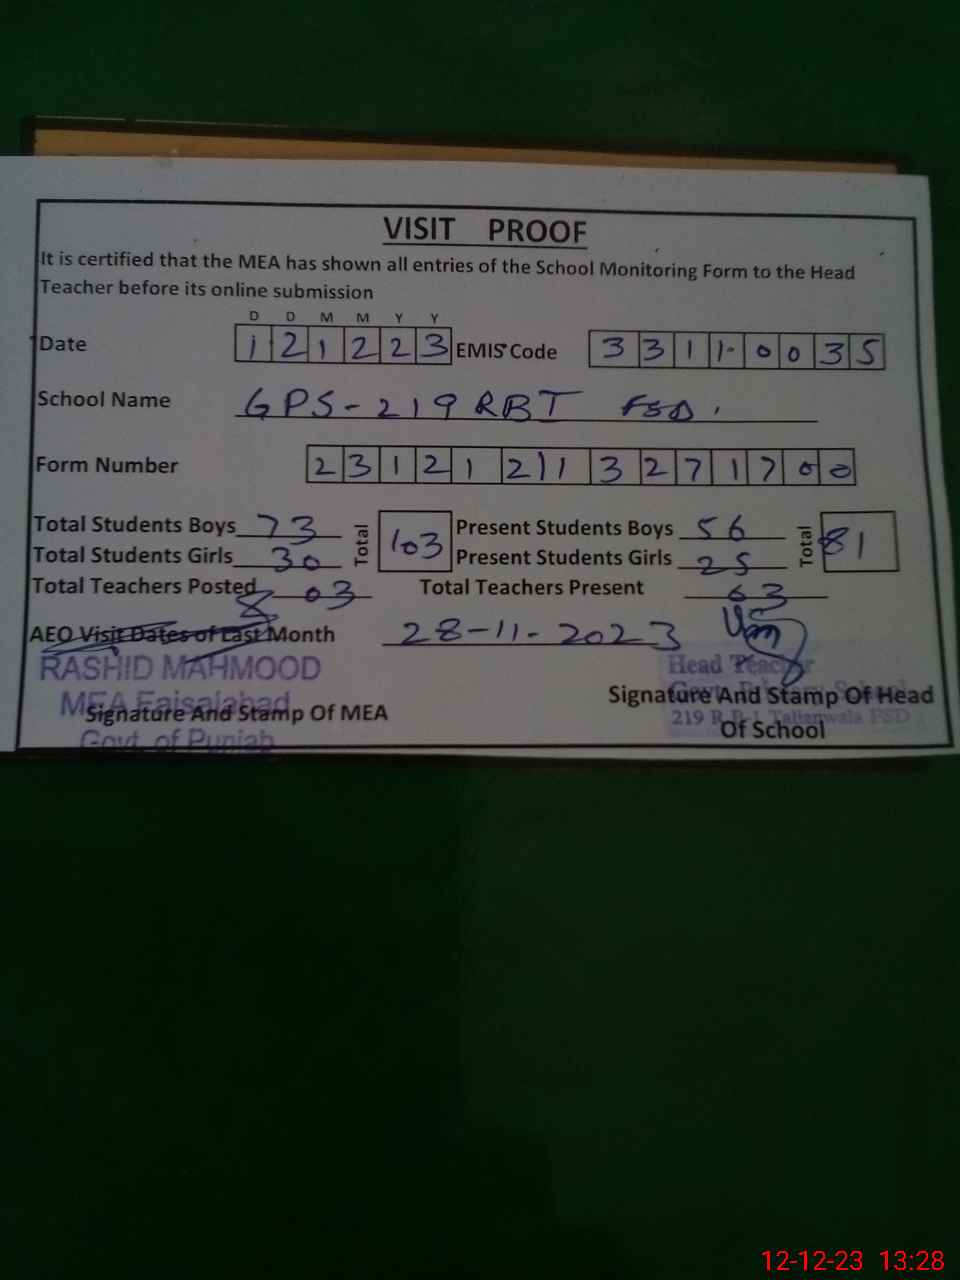 VISIT PROOF
It is certified that the MEA has shown all entries of the School Monitoring Form to the Head
Teacher before its online submission
D D M M Y Y
Date 1 2 1 2 2 3 EMIS Code 3 3 1 1 0 0 3 5
School Name GPS-219 RBT FSD.
Form Number 2 3 1 2 1 2 1 1 3 2 7 1 7 0 0
Total Students Boys 73 Total 103 Present Students Boys 56 Total 81
Total Students Girls 30 Present Students Girls 25
Total Teachers Posted 03 Total Teachers Present 03
AEO Visit Dates of Last Month 28-11-2023
RASHID MAHMOOD Head Teacher
MEA Faisalabad
Signature And Stamp Of MEA Signature And Stamp Of Head
Of School
Govt. of Punjab
219 R.B-1 FSD
12-12-23 13:28